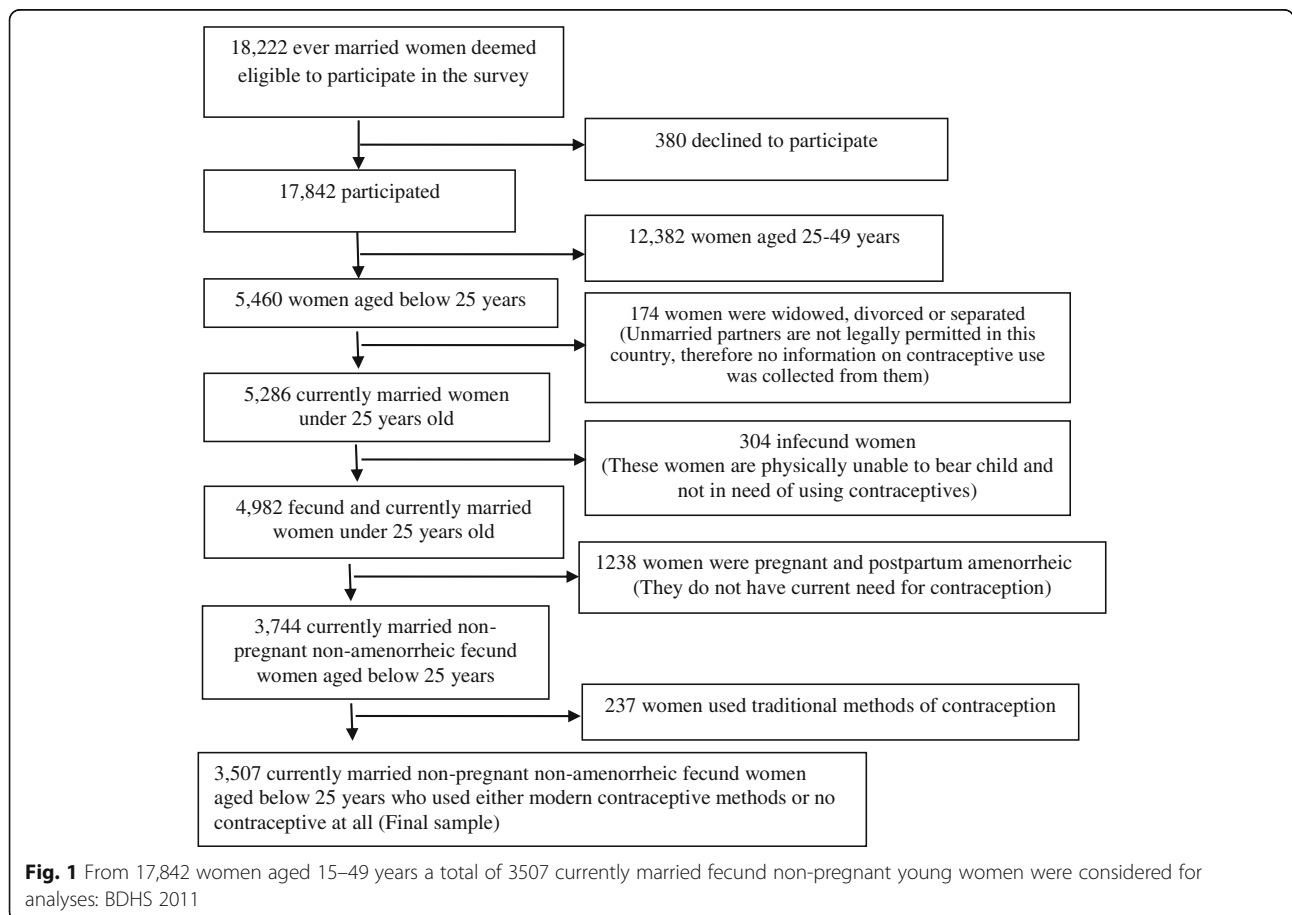 18,222 ever married women deemed
eligible to participate in the survey
380 declined to participate
17,842 participated
12,382 women aged 25-49 years
5,460 women aged below 25 years
174 women were widowed, divorced or separated
(Unmarried partners are not legally permitted in this
country, therefore no information on contraceptive use
was collected from them)
5,286 currently married women
under 25 years old
304 infecund women
(These women are physically unable to bear child and
not in need of using contraceptives)
4,982 fecund and currently married
women under 25 years old
1238 women were pregnant and postpartum amenorrheic
(They do not have current need for contraception)
3,744 currently married non-
pregnant non-amenorrheic fecund
women aged below 25 years
237 women used traditional methods of contraception
3,507 currently married non-pregnant non-amenorrheic fecund women
aged below 25 years who used either modern contraceptive methods or no
contraceptive at all (Final sample)
Fig. 1 From 17,842 women aged 15–49 years a total of 3507 currently married fecund non-pregnant young women were considered for
analyses: BDHS 2011